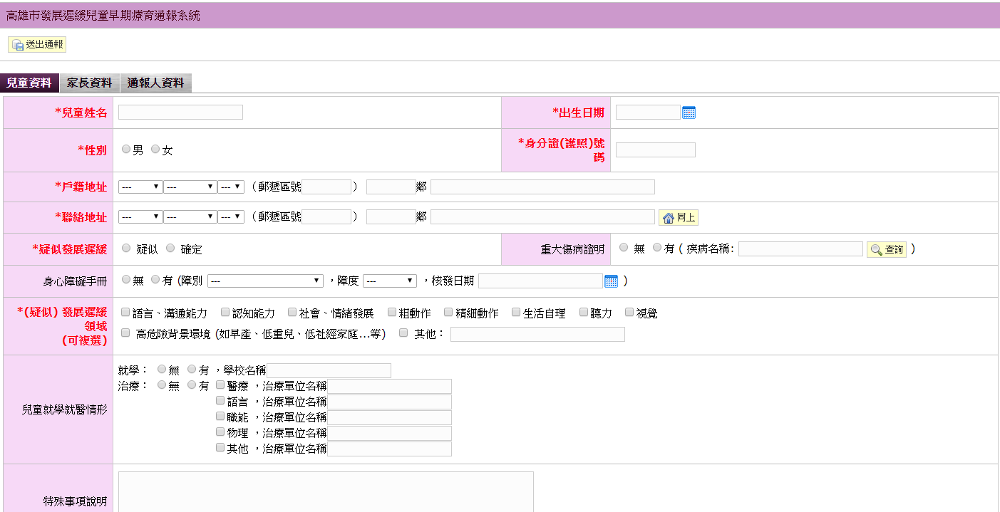 高雄市發展遲緩兒童早期療育通報系統
送出通報
兒童資料 家長資料 通報人資料
*兒童姓名 *出生日期
*性別 男 女 *身分證(護照)號
碼
*戶籍地址 --- --- --- （郵遞區號 ） 鄰
*聯絡地址 --- --- --- （郵遞區號 ） 鄰 同上
*疑似發展遲緩 疑似 確定 重大傷病證明 無 有 ( 疾病名稱: 查詢 )
身心障礙手冊 無 有 (障別 --- ，障度 --- ，核發日期 )
*(疑似) 發展遲緩
領域
(可複選)
語言、溝通能力 認知能力 社會、情緒發展 粗動作 精細動作 生活自理 聽力 視覺
高危險背景環境 (如早產、低重兒、低社經家庭...等) 其他：
兒童就學就醫情形
就學： 無 有 ，學校名稱
治療： 無 有 醫療 ，治療單位名稱
語言 ，治療單位名稱
職能 ，治療單位名稱
物理 ，治療單位名稱
其他 ，治療單位名稱
特殊事項說明